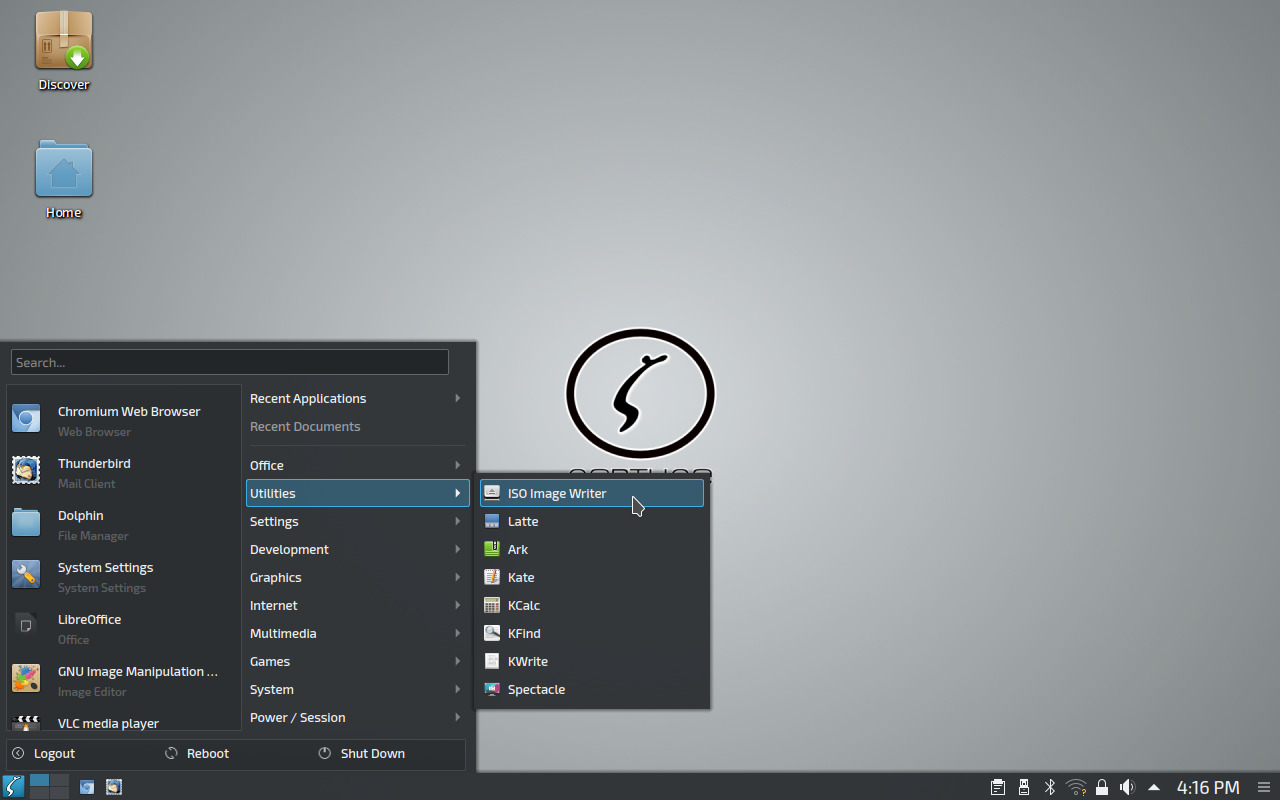 Discover
Home
Search...
Chromium Web Browser
Web Browser
Thunderbird
Mail Client
Dolphin
File Manager
System Settings
System Settings
LibreOffice
Office
GNU Image Manipulation ...
Image Editor
VLC media player
Recent Applications
Recent Documents
Office
Utilities
Settings
Development
Graphics
Internet
Multimedia
Games
System
Power / Session
ISO Image Writer
Latte
Ark
Kate
KCalc
KFind
KWrite
Spectacle
Logout
Reboot
Shut Down
4:16 PM